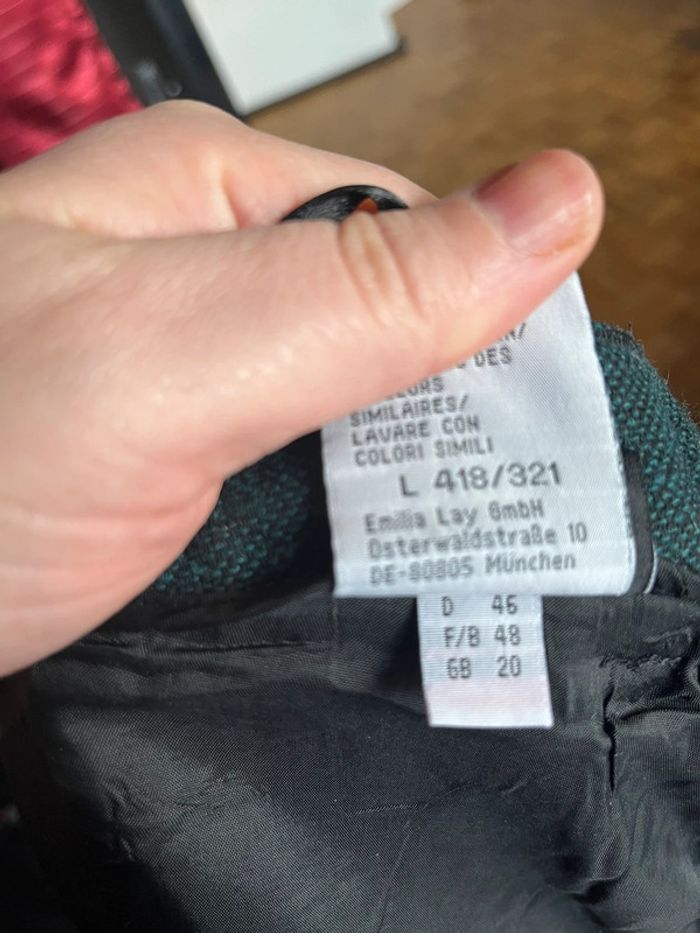 DES
SIMILAIRES/
LAVARE CON
COLORI SIMILI
L 418/321
Emilia Lay GmbH
Osterwaldstraße 10
DE-80805 München
D 46
F/B 48
GB 20